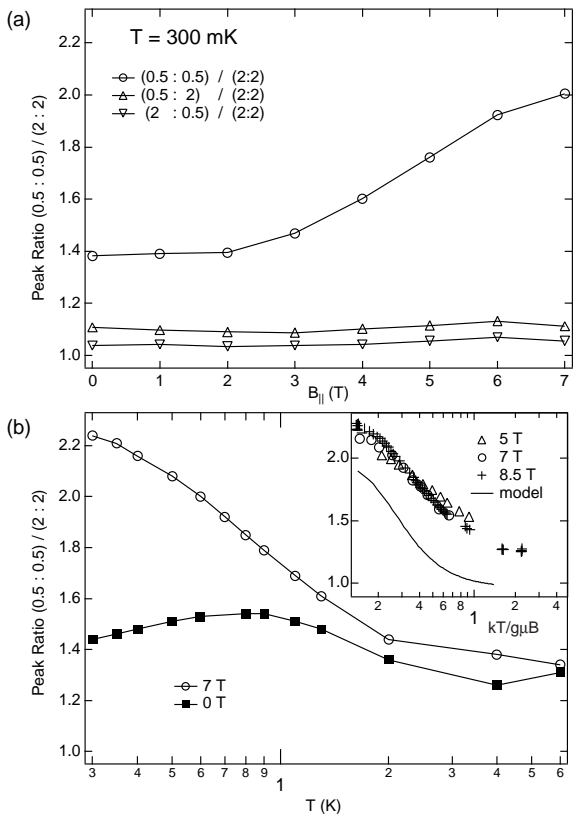 (a)
T = 300 mK
(0.5 : 0.5) / (2:2)
(0.5 : 2) / (2:2)
(2 : 0.5) / (2:2)
Peak Ratio (0.5 : 0.5) / (2 : 2)
2.2
2.0
1.8
1.6
1.4
1.2
1.0
0 1 2 3 4 5 6 7
B|| (T)
(b)
Peak Ratio (0.5 : 0.5) / (2 : 2)
2.2
2.0
1.8
1.6
1.4
1.2
1.0
7 T
0 T
3 4 5 6 7 8 9 1 2 3 4 5 6
T (K)
5 T
7 T
8.5 T
model
2.0
1.5
1.0
2 4 6 8 1 2 4
kT/gμB